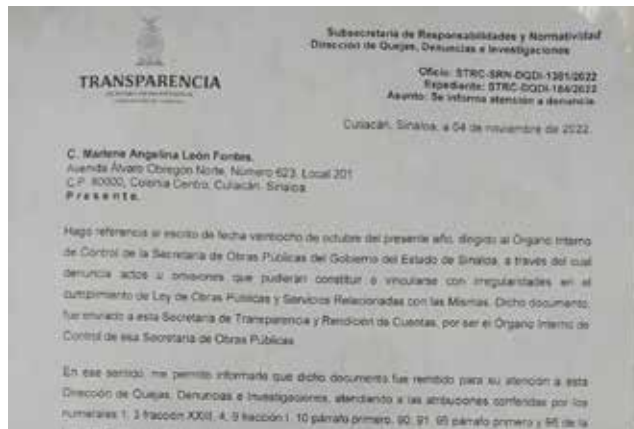 Subsecretaría de Responsabilidades y Normatividad
Dirección de Quejas, Denuncias e Investigaciones
TRANSPARENCIA
Oficio: STRC-SRN-DQDI-1381/2022
Expediente: STRC-DQDI-184/2022
Asunto: Se informa atención a denuncia
Culiacán, Sinaloa, a 04 de noviembre de 2022.
C. Marlene Angelina León Fontes.
Avenida Álvaro Obregón Norte, Número 623, Local 201
C.P. 80000, Colonia Centro, Culiacán, Sinaloa
Presente.
Hago referencia al escrito de fecha veintiocho de octubre del presente año, dirigido al Órgano Interno
de Control de la Secretaría de Obras Públicas del Gobierno del Estado de Sinaloa, a través del cual
denuncia actos u omisiones que pudieran constituir o vincularse con irregularidades en el
cumplimiento de Ley de Obras Públicas y Servicios Relacionadas con las Mismas. Dicho documento,
fue enviado a esta Secretaría de Transparencia y Rendición de Cuentas, por ser el Órgano Interno de
Control de esa Secretaría de Obras Públicas.
En ese sentido, me permito informarle que dicho documento fue remitido para su atención a esta
Dirección de Quejas, Denuncias e Investigaciones, atendiendo a las atribuciones conferidas por los
numerales 1, 3 fracción XXIII, 4, 9 fracción I, 10 párrafo primero, 90, 91, 95 párrafo primero y 96 de la